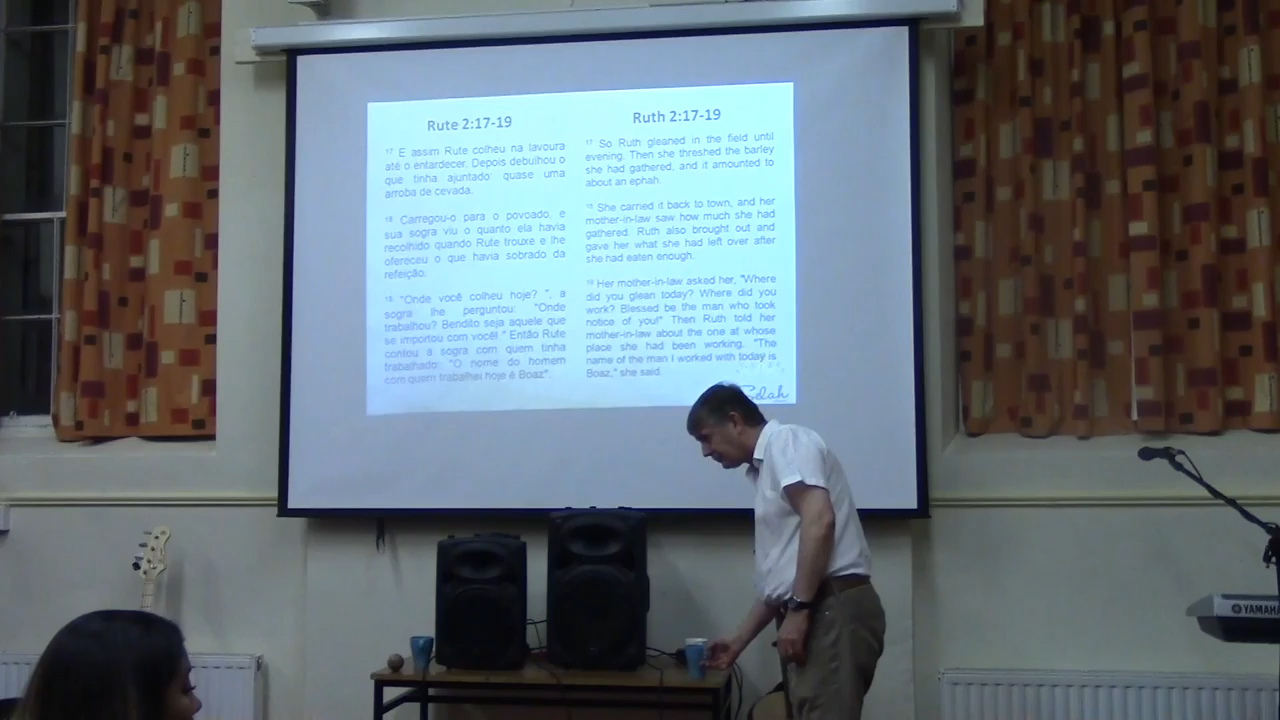 Rute 2:17-19
17 E assim Rute colheu na lavoura
até o entardecer. Depois debulhou o
que tinha ajuntado: quase uma
arroba de cevada.
18 Carregou-o para o povoado, e
sua sogra viu o quanto ela havia
recolhido quando Rute trouxe e lhe
ofereceu o que havia sobrado da
refeição.
19 "Onde você colheu hoje? ", a
sogra lhe perguntou: "Onde
trabalhou? Bendito seja aquele que
se importou com você! " Então Rute
contou à sogra com quem tinha
trabalhado: "O nome do homem
com quem trabalhei hoje é Boaz".
Ruth 2:17-19
17 So Ruth gleaned in the field until
evening. Then she threshed the barley
she had gathered, and it amounted to
about an ephah.
18 She carried it back to town, and her
mother-in-law saw how much she had
gathered. Ruth also brought out and
gave her what she had left over after
she had eaten enough.
19 Her mother-in-law asked her, "Where
did you glean today? Where did you
work? Blessed be the man who took
notice of you!" Then Ruth told her
mother-in-law about the one at whose
place she had been working. "The
name of the man I worked with today is
Boaz," she said.
Selah
YAMAHA